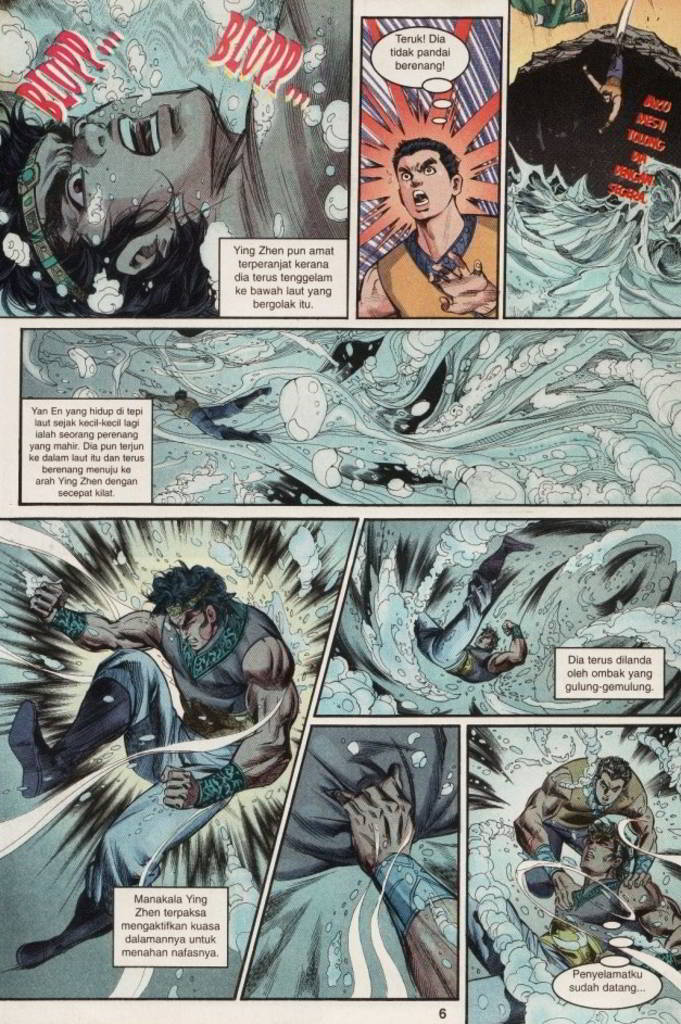 BLUPP...
BLUPP...
Ying Zhen pun amat
terperanjat kerana
dia terus tenggelam
ke bawah laut yang
bergolak itu.
Teruk! Dia
tidak pandai
berenang!
AKU
MESTI
TOLONG
DIA
DENGAN
SEGERA.
Yan En yang hidup di tepi
laut sejak kecil-kecil lagi
ialah seorang perenang
yang mahir. Dia pun terjun
ke dalam laut itu dan terus
berenang menuju ke
arah Ying Zhen dengan
secepat kilat.
Dia terus dilanda
oleh ombak yang
gulung-gemulung.
Manakala Ying
Zhen terpaksa
mengaktifkan kuasa
dalamannya untuk
menahan nafasnya.
Penyelamatku
sudah datang...
6